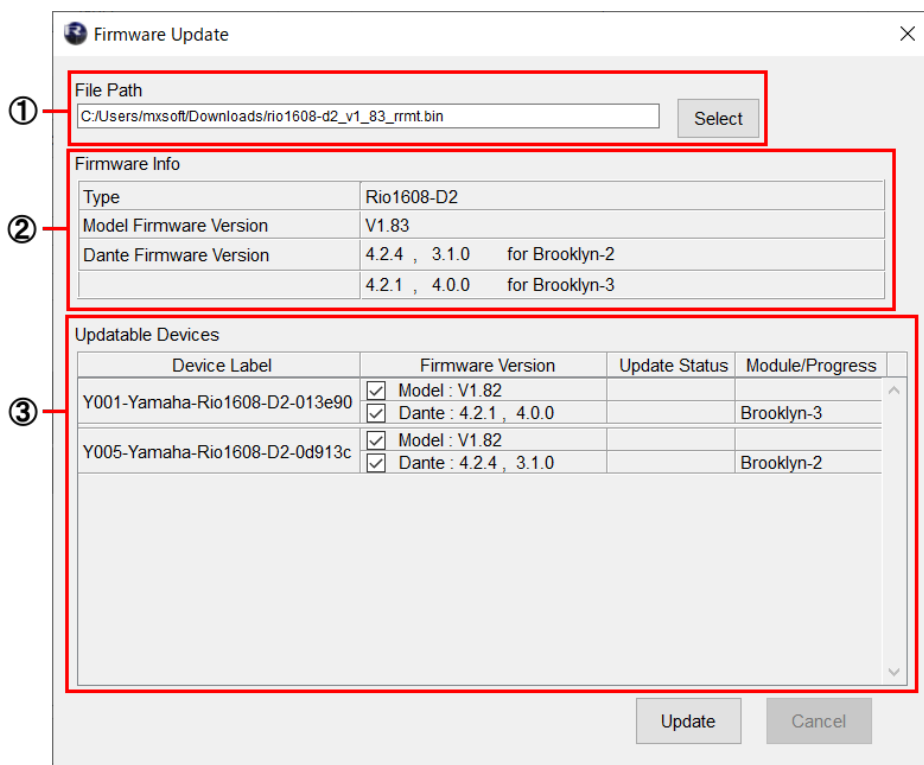 Firmware Update
① File Path
C:/Users/mxsoft/Downloads/rio1608-d2_v1_83_rrmt.bin Select
② Firmware Info
Type Rio1608-D2
Model Firmware Version V1.83
Dante Firmware Version 4.2.4 , 3.1.0 for Brooklyn-2
4.2.1 , 4.0.0 for Brooklyn-3
③ Updatable Devices
Device Label Firmware Version Update Status Module/Progress
Y001-Yamaha-Rio1608-D2-013e90 Model : V1.82
Dante : 4.2.1 , 4.0.0 Brooklyn-3
Y005-Yamaha-Rio1608-D2-0d913c Model : V1.82
Dante : 4.2.4 , 3.1.0 Brooklyn-2
Update Cancel